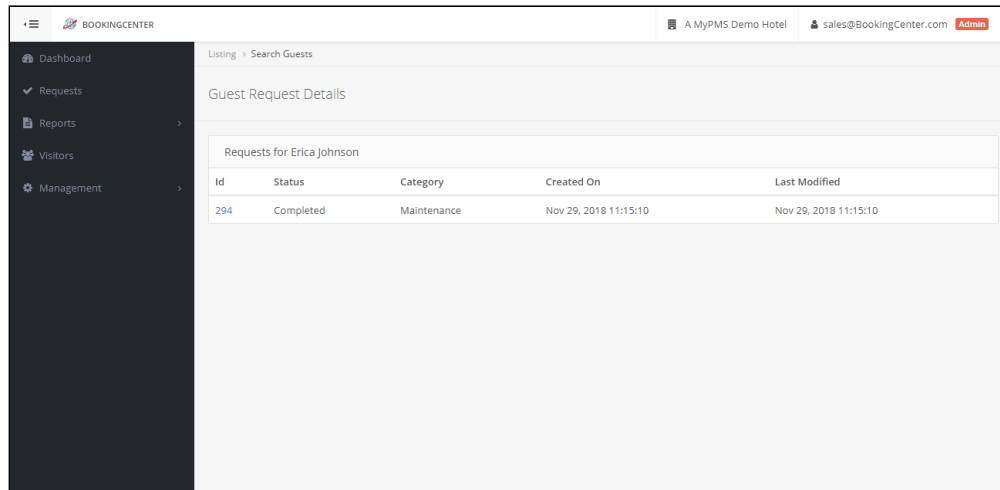 BOOKINGCENTER
A MyPMS Demo Hotel
sales@BookingCenter.com Admin
Dashboard
Requests
Reports
Visitors
Management
Listing > Search Guests
Guest Request Details
Requests for Erica Johnson
Id Status Category Created On Last Modified
294 Completed Maintenance Nov 29, 2018 11:15:10 Nov 29, 2018 11:15:10